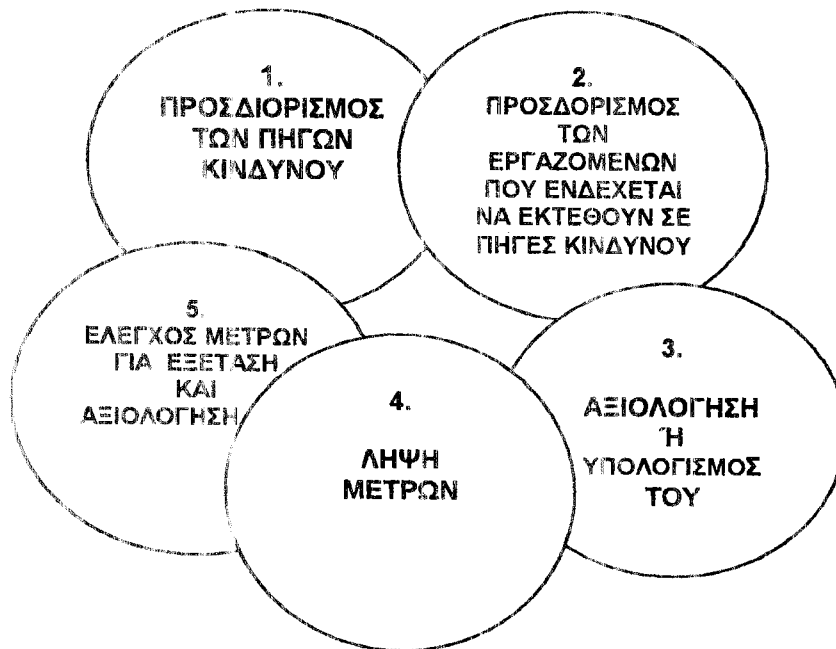 1.
ΠΡΟΣΔΙΟΡΙΣΜΟΣ
ΤΩΝ ΠΗΓΩΝ
ΚΙΝΔΥΝΟΥ
2.
ΠΡΟΣΔΟΡΙΣΜΟΣ
ΤΩΝ
ΕΡΓΑΖΟΜΕΝΩΝ
ΠΟΥ ΕΝΔΕΧΕΤΑΙ
ΝΑ ΕΚΤΕΘΟΥΝ ΣΕ
ΠΗΓΕΣ ΚΙΝΔΥΝΟΥ
3.
ΑΞΙΟΛΟΓΗΣΗ
Ή
ΥΠΟΛΟΓΙΣΜΟΣ
ΤΟΥ
4.
ΛΗΨΗ
ΜΕΤΡΩΝ
5.
ΕΛΕΓΧΟΣ ΜΕΤΡΩΝ
ΓΙΑ ΕΞΕΤΑΣΗ
ΚΑΙ
ΑΞΙΟΛΟΓΗΣΗ